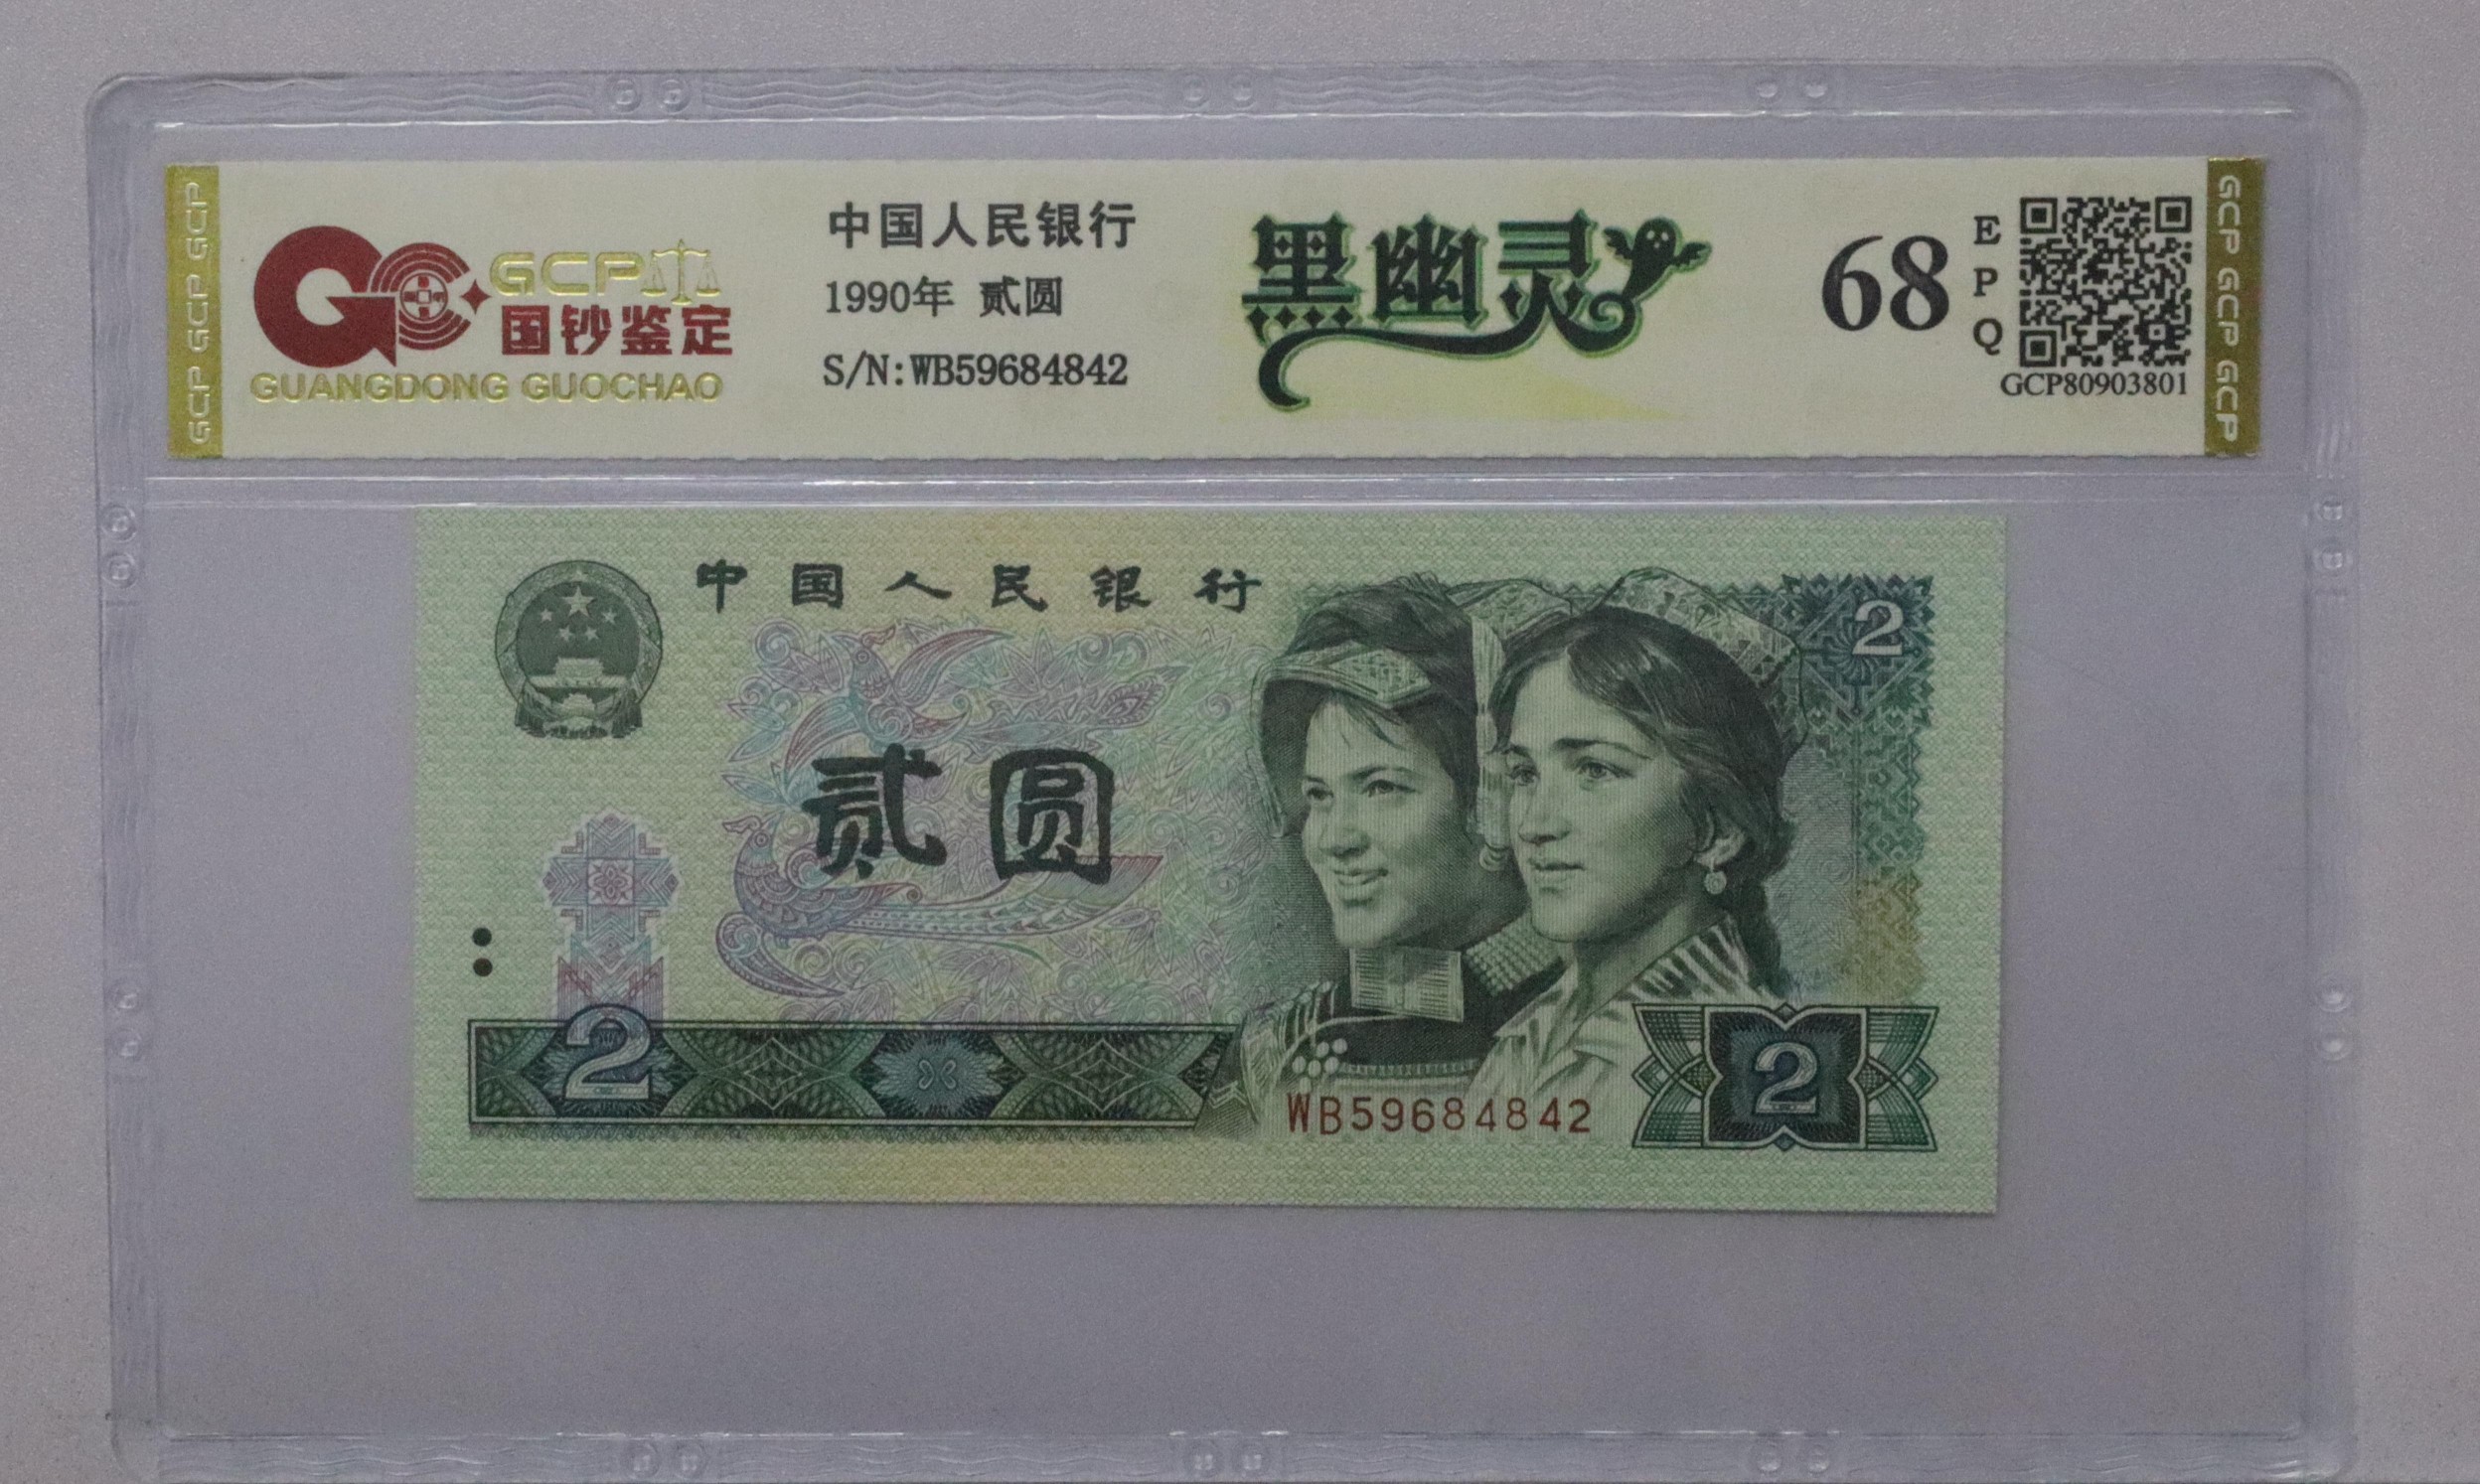 GCP GCP GCP
GCP
国钞鉴定
GUANGDONG GUOCHAO
中国人民银行
1990年 贰圆
S/N:WB59684842
黑幽灵
68
EPQ
GCP80903801
GCP GCP GCP
中国人民银行
2
贰圆
2
WB59684842
2